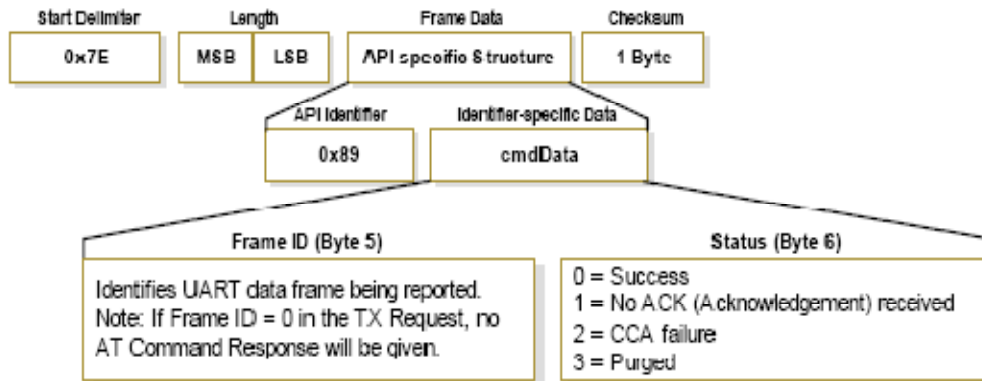 Start Delimiter Length Frame Data Checksum
0x7E MSB LSB API specific Structure 1 Byte
API Identifier Identifier-specific Data
0x89 cmdData
Frame ID (Byte 5) Status (Byte 6)
Identifies UART data frame being reported.
Note: If Frame ID = 0 in the TX Request, no
AT Command Response will be given.
0 = Success
1 = No ACK (Acknowledgement) received
2 = CCA failure
3 = Purged